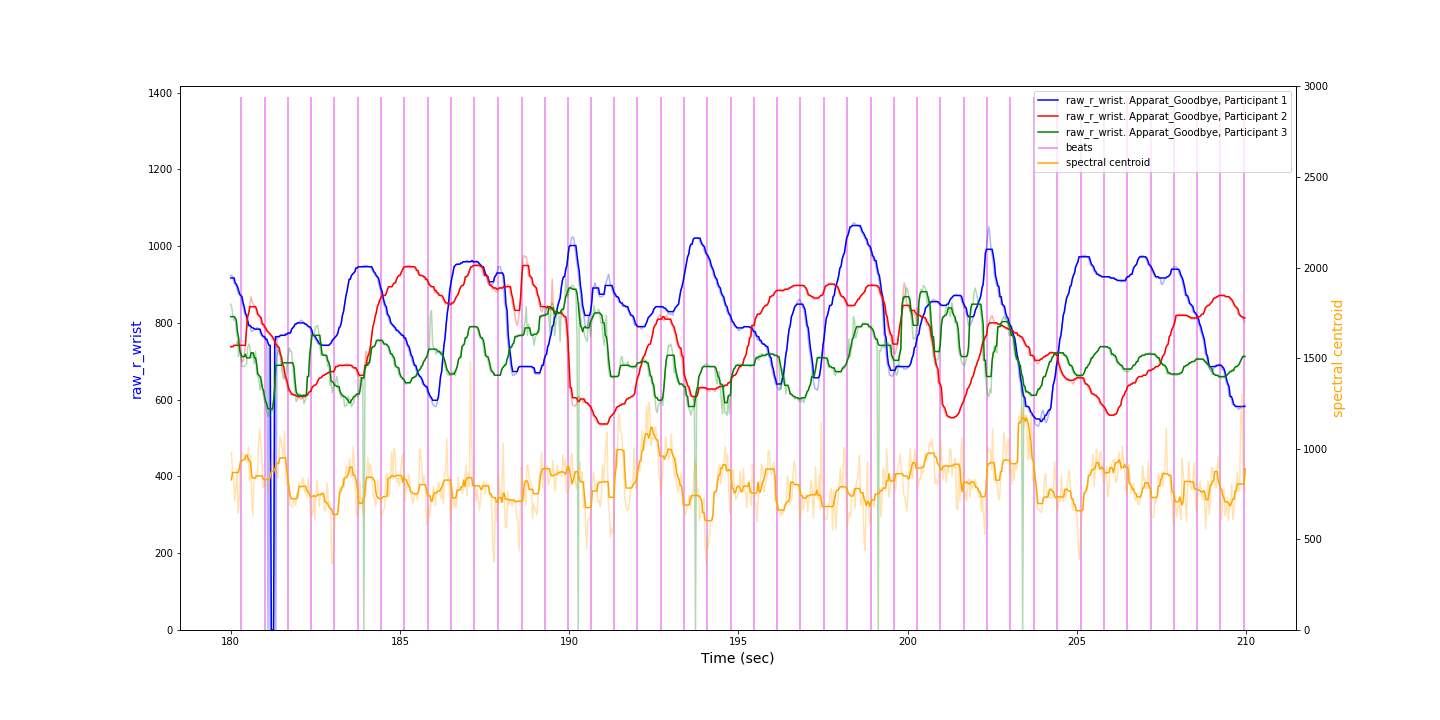 1400
1200
1000
800
600
400
200
0
raw_r_wrist
3000
2500
2000
1500
1000
500
0
spectral centroid
raw_r_wrist. Apparat_Goodbye, Participant 1
raw_r_wrist. Apparat_Goodbye, Participant 2
raw_r_wrist. Apparat_Goodbye, Participant 3
beats
spectral centroid
180 185 190 195 200 205 210
Time (sec)